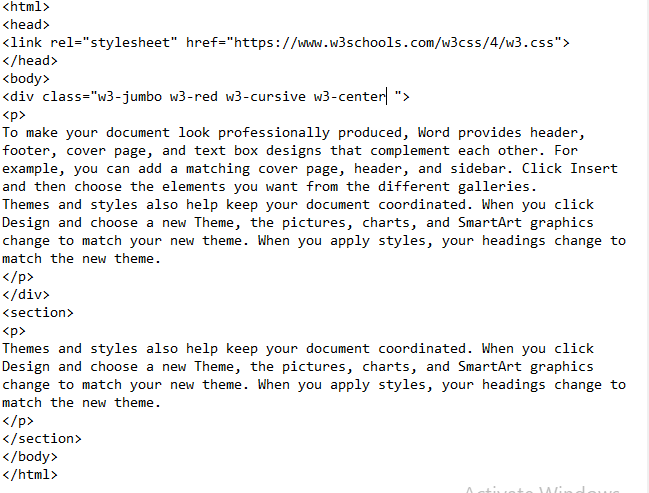 <html>
<head>
<link rel="stylesheet" href="https://www.w3schools.com/w3css/4/w3.css">
</head>
<body>
<div class="w3-jumbo w3-red w3-cursive w3-center ">
<p>
To make your document look professionally produced, Word provides header,
footer, cover page, and text box designs that complement each other. For
example, you can add a matching cover page, header, and sidebar. Click Insert
and then choose the elements you want from the different galleries.
Themes and styles also help keep your document coordinated. When you click
Design and choose a new Theme, the pictures, charts, and SmartArt graphics
change to match your new theme. When you apply styles, your headings change to
match the new theme.
</p>
</div>
<section>
<p>
Themes and styles also help keep your document coordinated. When you click
Design and choose a new Theme, the pictures, charts, and SmartArt graphics
change to match your new theme. When you apply styles, your headings change to
match the new theme.
</p>
</section>
</body>
</html>
Activate Windows